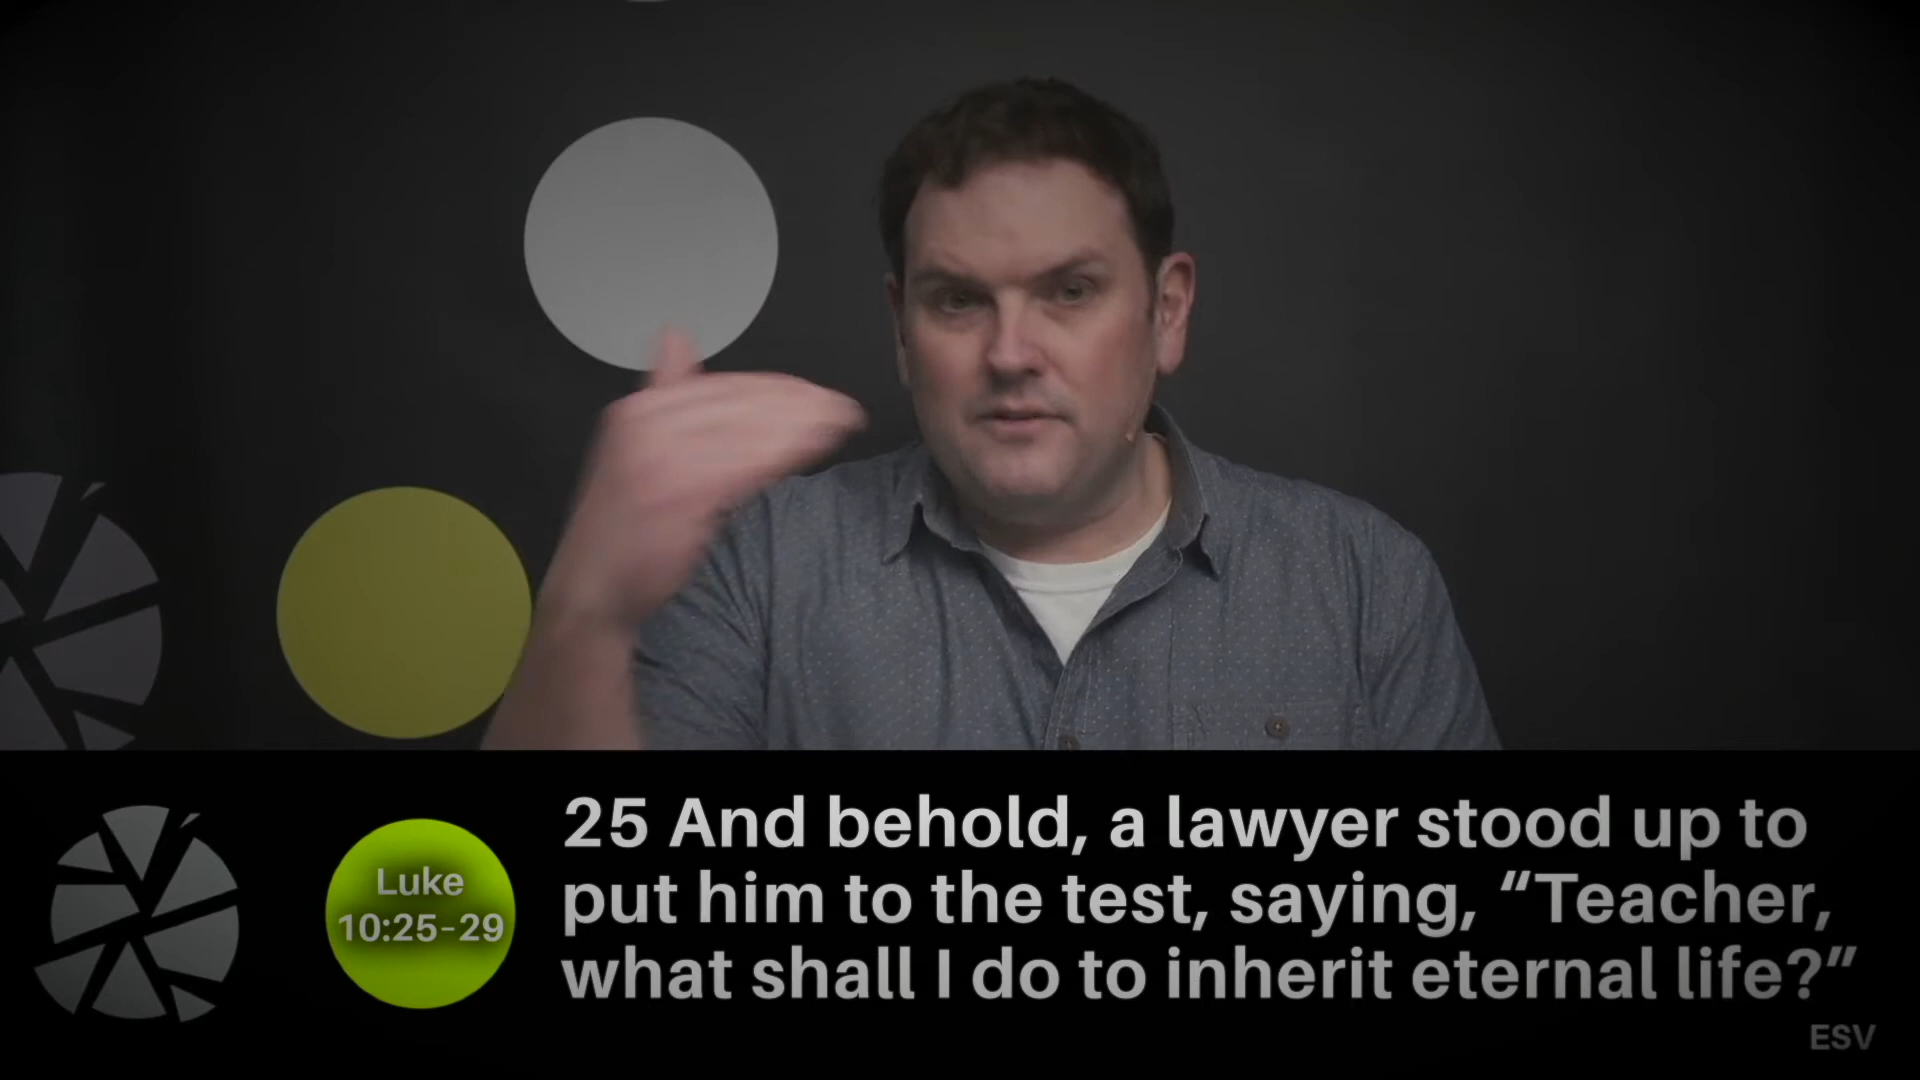 Luke
10:25-29
25 And behold, a lawyer stood up to
put him to the test, saying, “Teacher,
what shall I do to inherit eternal life?”
ESV